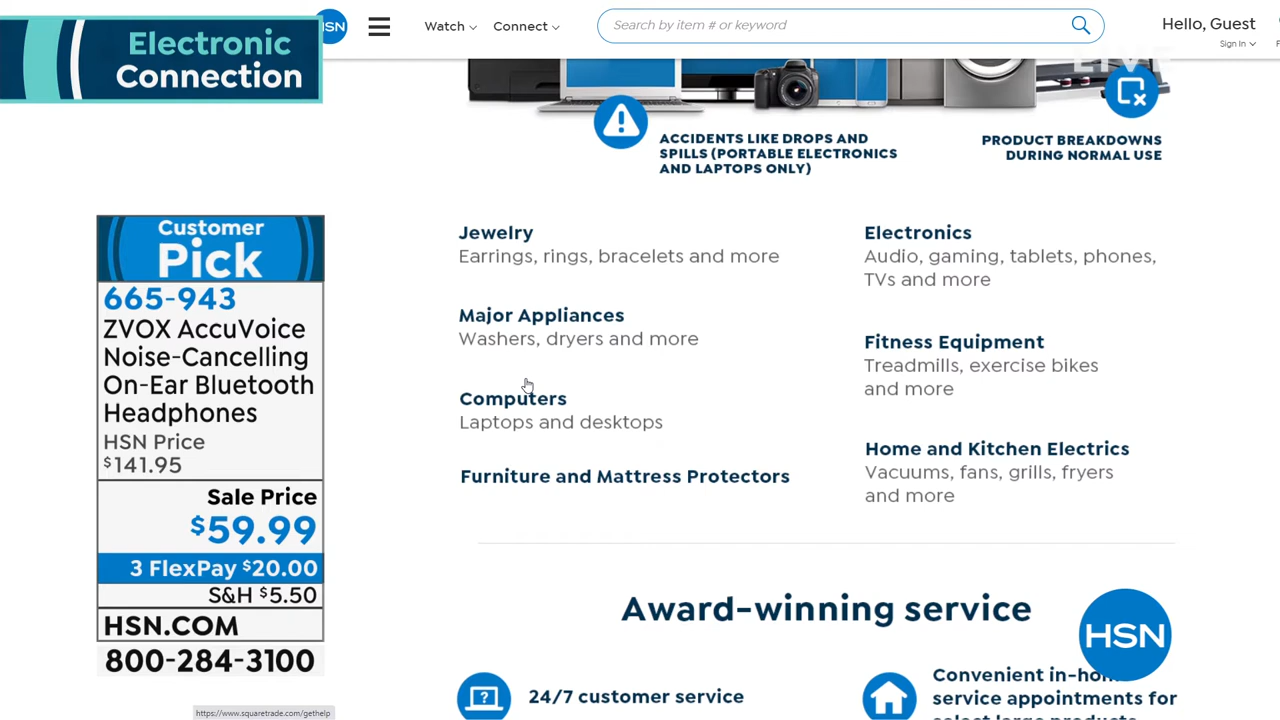 Electronic
Connection
HSN
Watch
Connect
Search by item # or keyword
Hello, Guest
Sign In
LIVE
ACCIDENTS LIKE DROPS AND
SPILLS (PORTABLE ELECTRONICS
AND LAPTOPS ONLY)
PRODUCT BREAKDOWNS
DURING NORMAL USE
Customer
Pick
665-943
ZVOX AccuVoice
Noise-Cancelling
On-Ear Bluetooth
Headphones
HSN Price
$141.95
Sale Price
$59.99
3 FlexPay $20.00
S&H $5.50
HSN.COM
800-284-3100
Jewelry
Earrings, rings, bracelets and more
Major Appliances
Washers, dryers and more
Computers
Laptops and desktops
Furniture and Mattress Protectors
Electronics
Audio, gaming, tablets, phones,
TVs and more
Fitness Equipment
Treadmills, exercise bikes
and more
Home and Kitchen Electrics
Vacuums, fans, grills, fryers
and more
Award-winning service
HSN
24/7 customer service
Convenient in-home
service appointments for
select large products
https://www.squaretrade.com/gethelp